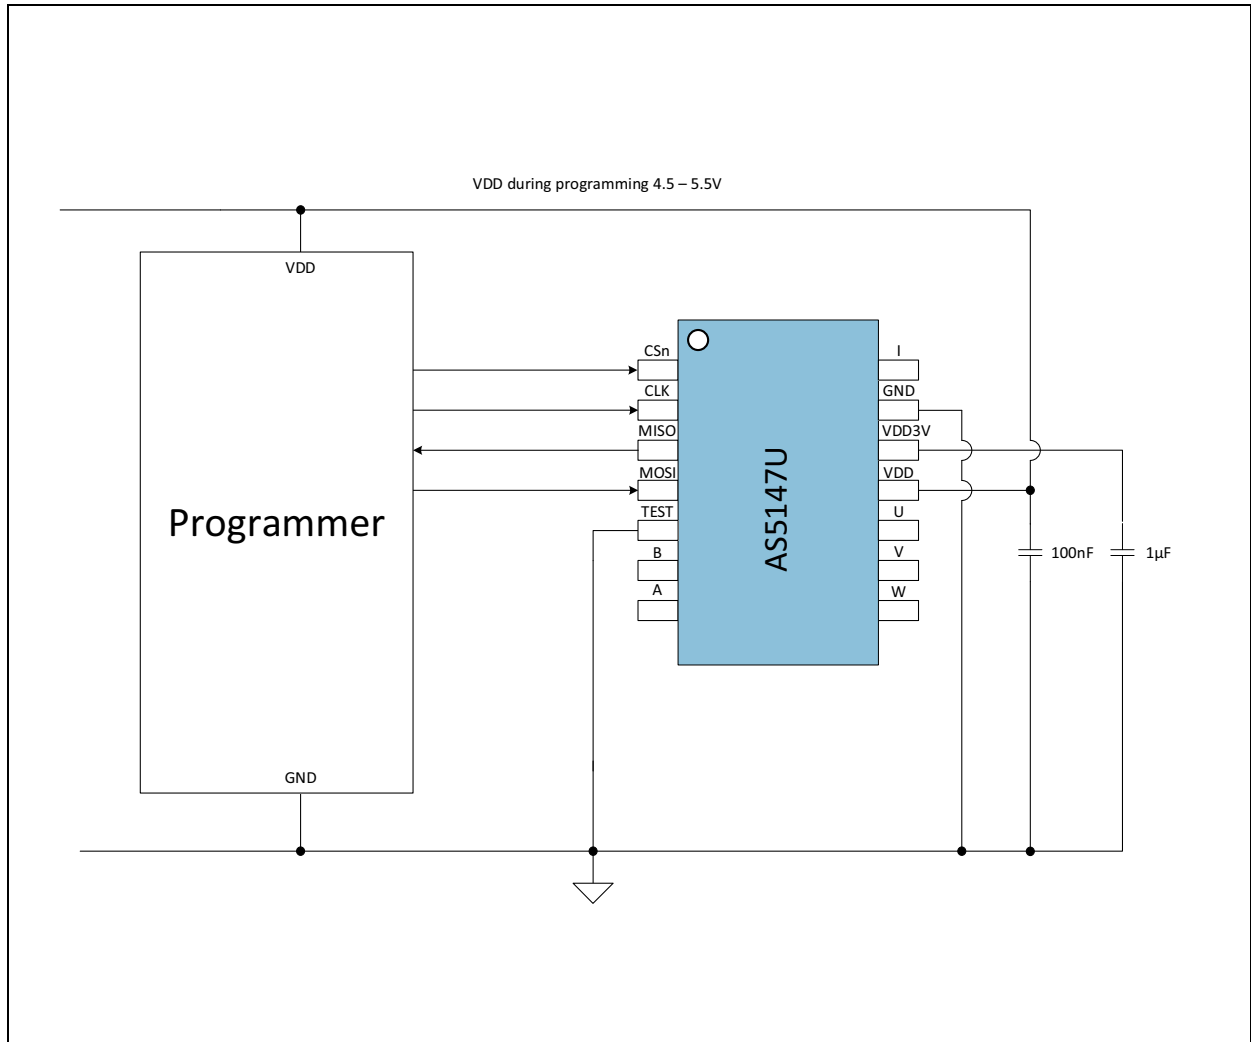 VDD during programming 4.5 – 5.5V
VDD
Programmer
GND
CSn
CLK
MISO
MOSI
TEST
B
A
AS5147U
I
GND
VDD3V
VDD
U
V
W
100nF
1µF